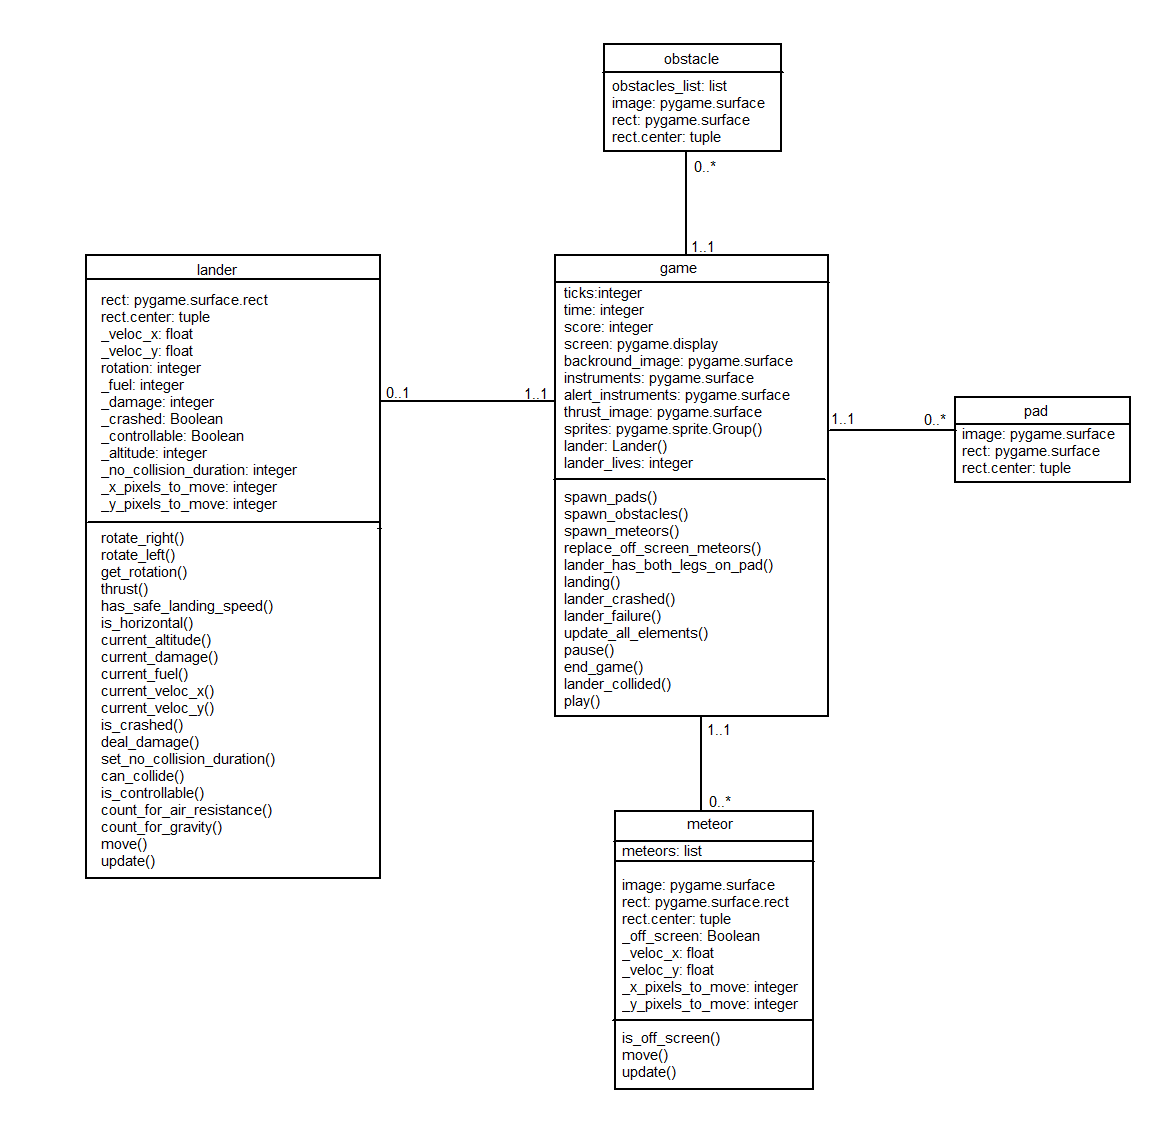 obstacle
obstacles_list: list
image: pygame.surface
rect: pygame.surface
rect.center: tuple
0..*
1..1
lander
rect: pygame.surface.rect
rect.center: tuple
_veloc_x: float
_veloc_y: float
rotation: integer
_fuel: integer
_damage: integer
_crashed: Boolean
_controllable: Boolean
_altitude: integer
_no_collision_duration: integer
_x_pixels_to_move: integer
_y_pixels_to_move: integer
rotate_right()
rotate_left()
get_rotation()
thrust()
has_safe_landing_speed()
is_horizontal()
current_altitude()
current_damage()
current_fuel()
current_veloc_x()
current_veloc_y()
is_crashed()
deal_damage()
set_no_collision_duration()
can_collide()
is_controllable()
count_for_air_resistance()
count_for_gravity()
move()
update()
0..1
1..1
game
ticks:integer
time: integer
score: integer
screen: pygame.display
backround_image: pygame.surface
instruments: pygame.surface
alert_instruments: pygame.surface
thrust_image: pygame.surface
sprites: pygame.sprite.Group()
lander: Lander()
lander_lives: integer
spawn_pads()
spawn_obstacles()
spawn_meteors()
replace_off_screen_meteors()
lander_has_both_legs_on_pad()
landing()
lander_crashed()
lander_failure()
update_all_elements()
pause()
end_game()
lander_collided()
play()
1..1
0..*
pad
image: pygame.surface
rect: pygame.surface
rect.center: tuple
1..1
0..*
meteor
meteors: list
image: pygame.surface
rect: pygame.surface.rect
rect.center: tuple
_off_screen: Boolean
_veloc_x: float
_veloc_y: float
_x_pixels_to_move: integer
_y_pixels_to_move: integer
is_off_screen()
move()
update()